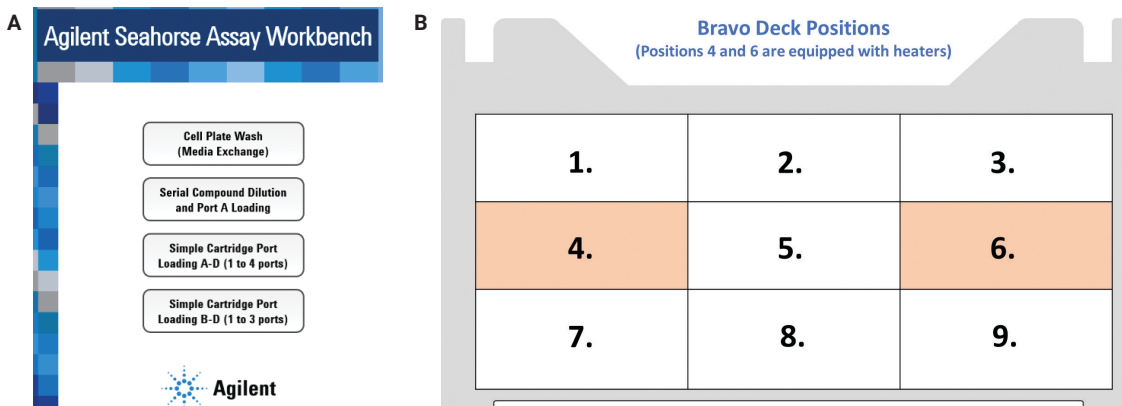 A
Agilent Seahorse Assay Workbench
Cell Plate Wash
(Media Exchange)
Serial Compound Dilution
and Port A Loading
Simple Cartridge Port
Loading A-D (1 to 4 ports)
Simple Cartridge Port
Loading B-D (1 to 3 ports)
Agilent
B
Bravo Deck Positions
(Positions 4 and 6 are equipped with heaters)
1.
2.
3.
4.
5.
6.
7.
8.
9.